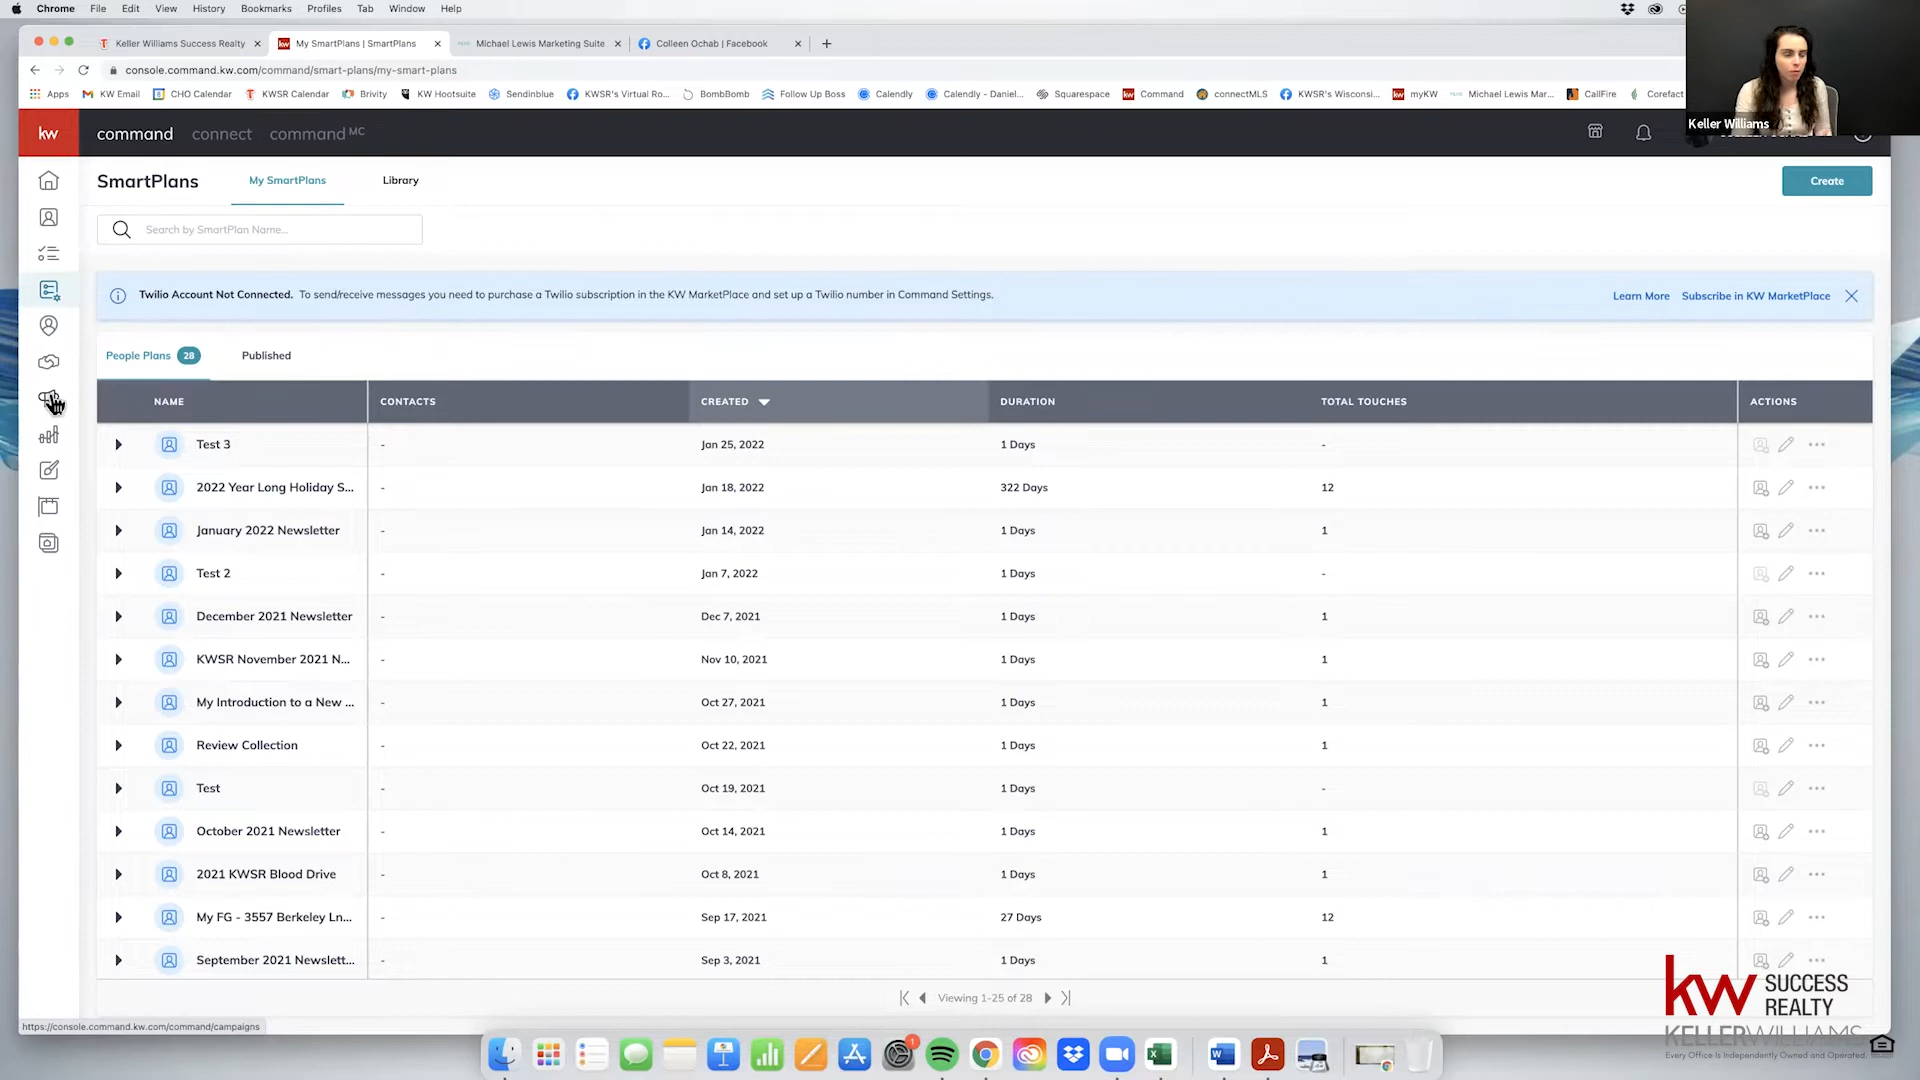 Chrome File Edit View History Bookmarks Profiles Tab Window Help
Keller Williams Success Realty
My SmartPlans | SmartPlans
Michael Lewis Marketing Suite
Colleen Ochab | Facebook
console.command.kw.com/command/smart-plans/my-smart-plans
Apps KW Email CHO Calendar KWSR Calendar Brivity KW Hootsuite Sendinblue KWSR's Virtual Ro... BombBomb Follow Up Boss Calendly Calendly - Daniel... Squarespace Command connectMLS KWSR's Wisconsi... myKW Michael Lewis Mar... CallFire Corefact
Keller Williams
kw command connect command MC
SmartPlans My SmartPlans Library Create
Search by SmartPlan Name...
Twilio Account Not Connected. To send/receive messages you need to purchase a Twilio subscription in the KW MarketPlace and set up a Twilio number in Command Settings. Learn More Subscribe in KW MarketPlace
People Plans 28 Published
NAME CONTACTS CREATED DURATION TOTAL TOUCHES ACTIONS
Test 3 - Jan 25, 2022 1 Days -
2022 Year Long Holiday S... - Jan 18, 2022 322 Days 12
January 2022 Newsletter - Jan 14, 2022 1 Days 1
Test 2 - Jan 7, 2022 1 Days -
December 2021 Newsletter - Dec 7, 2021 1 Days 1
KWSR November 2021 N... - Nov 10, 2021 1 Days 1
My Introduction to a New ... - Oct 27, 2021 1 Days 1
Review Collection - Oct 22, 2021 1 Days 1
Test - Oct 19, 2021 1 Days -
October 2021 Newsletter - Oct 14, 2021 1 Days 1
2021 KWSR Blood Drive - Oct 8, 2021 1 Days 1
My FG - 3557 Berkeley Ln... - Sep 17, 2021 27 Days 12
September 2021 Newslett... - Sep 3, 2021 1 Days 1
Viewing 1-25 of 28
kw SUCCESS REALTY
KELLERWILLIAMS
Every Office is Independently Owned and Operated.
https://console.command.kw.com/command/campaigns
1